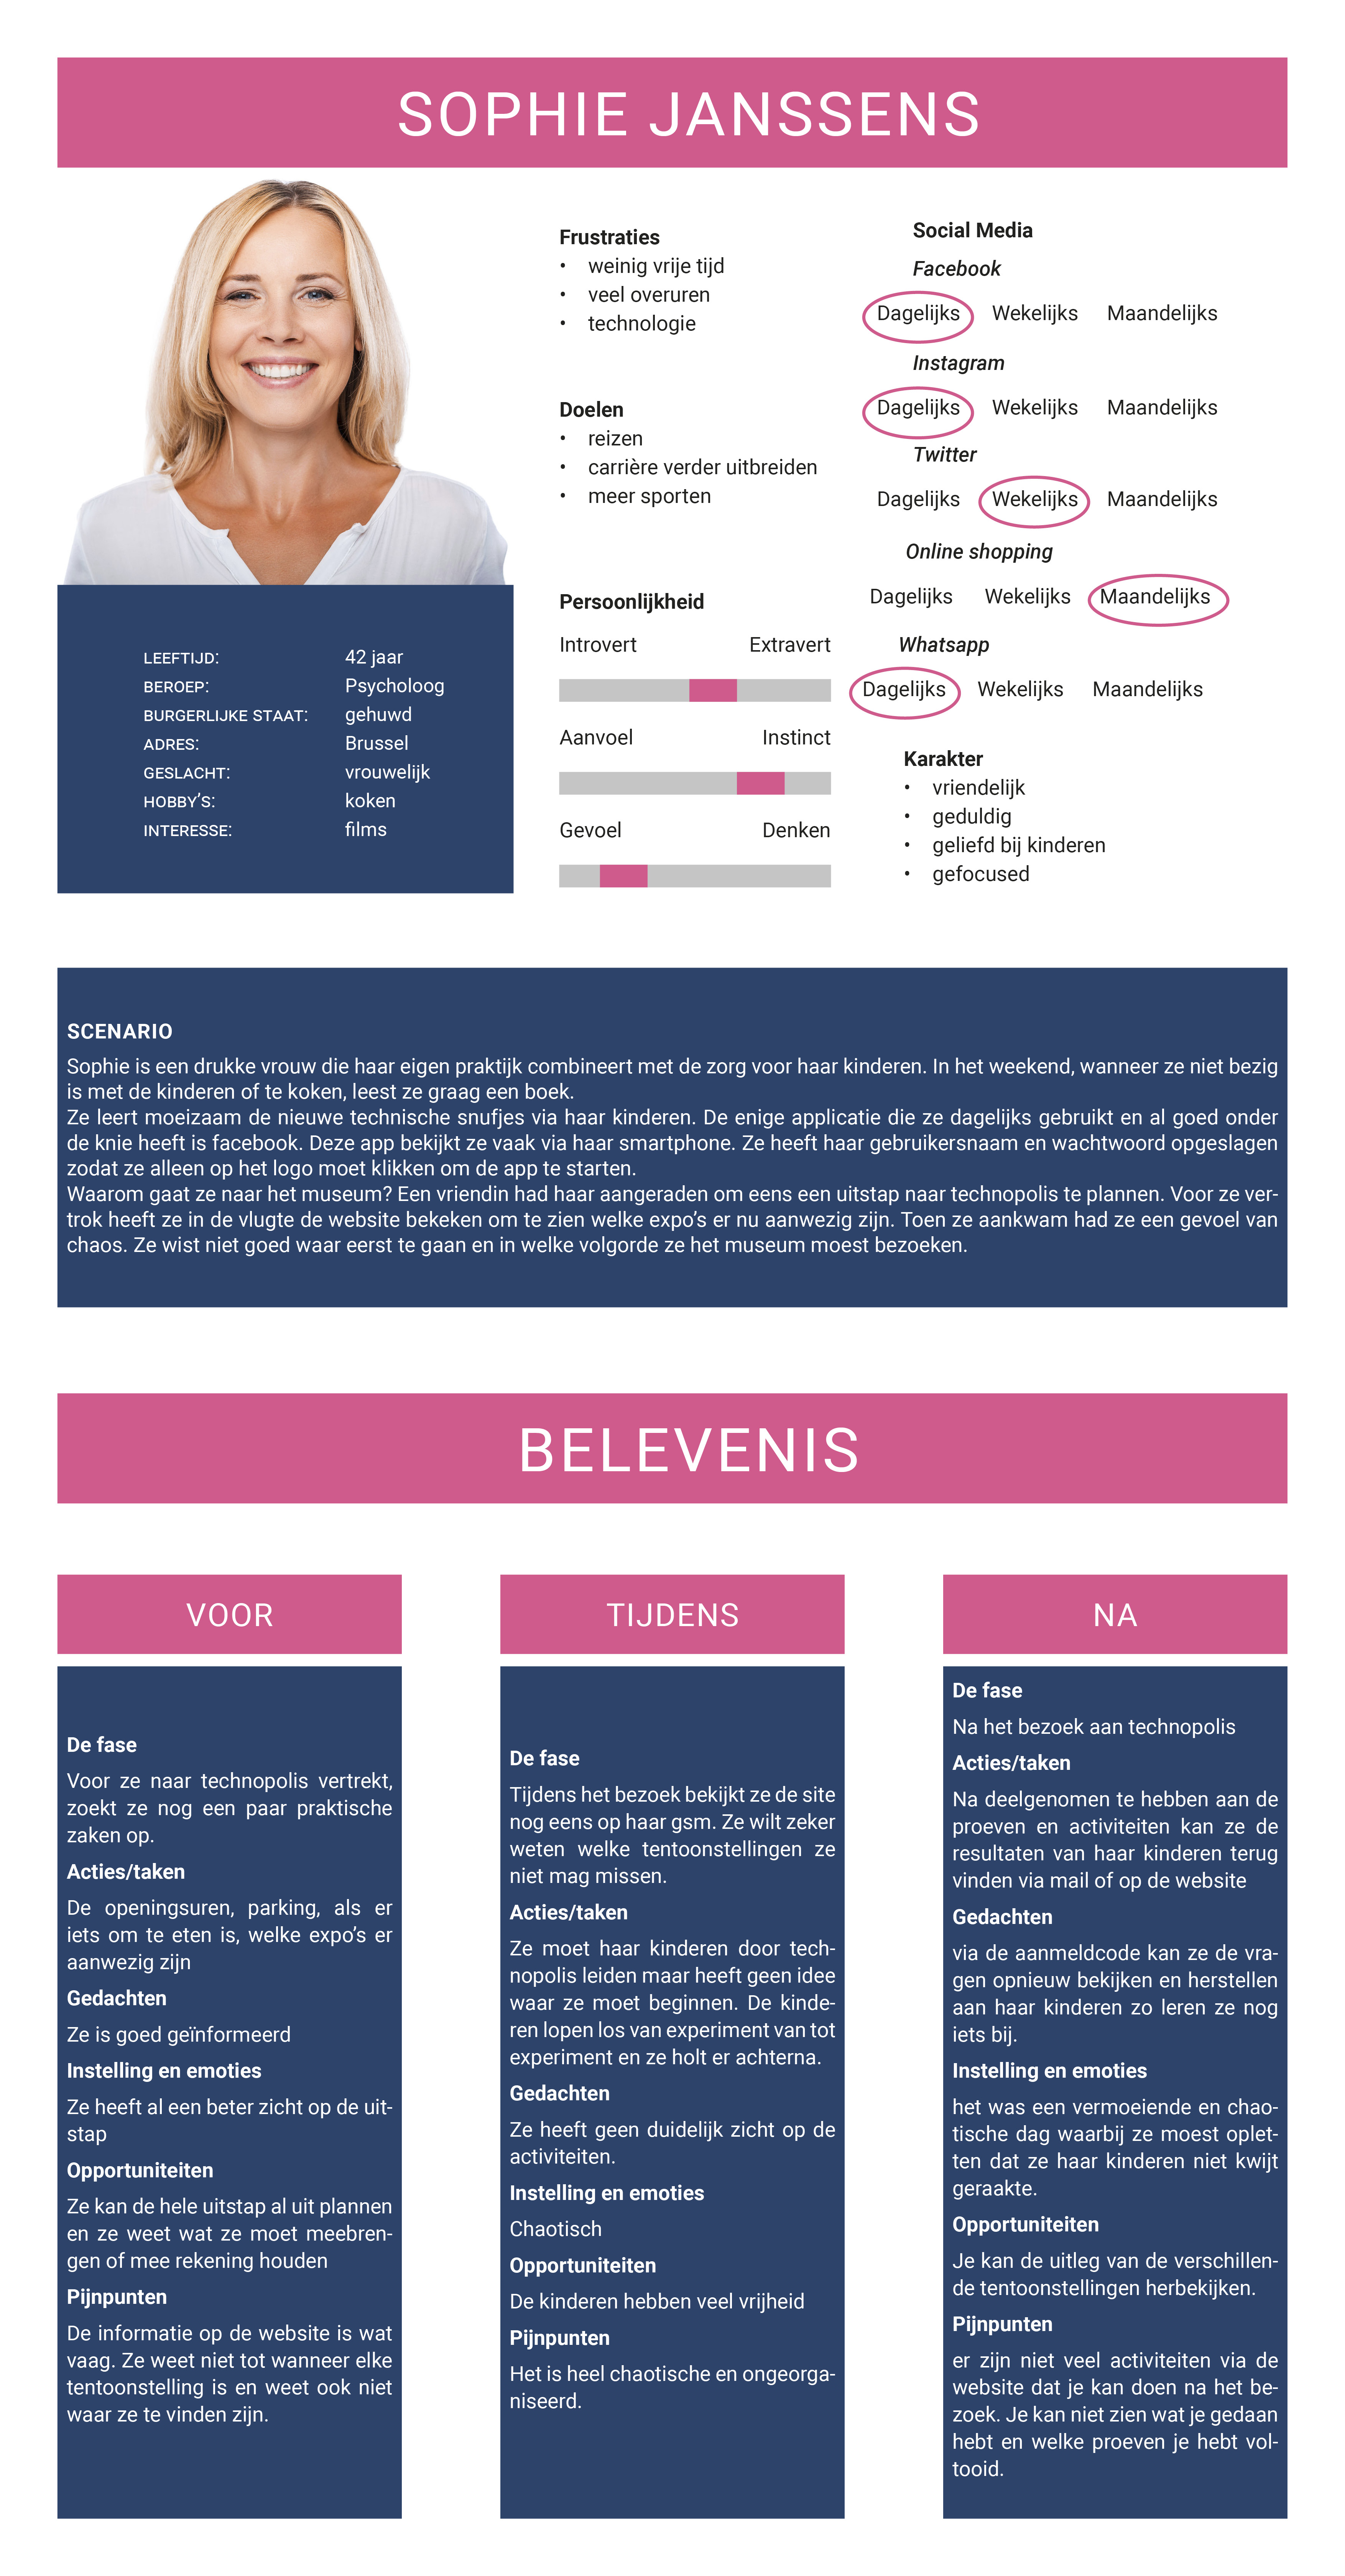 SOPHIE JANSSENS
LEEFTIJD: 42 jaar
BEROEP: Psycholoog
BURGERLIJKE STAAT: gehuwd
ADRES: Brussel
GESLACHT: vrouwelijk
HOBBY’S: koken
INTERESSE: films
Frustraties
• weinig vrije tijd
• veel overuren
• technologie
Doelen
• reizen
• carrière verder uitbreiden
• meer sporten
Persoonlijkheid
Introvert Extravert
Aanvoel Instinct
Gevoel Denken
Social Media
Facebook
Dagelijks Wekelijks Maandelijks
Instagram
Dagelijks Wekelijks Maandelijks
Twitter
Dagelijks Wekelijks Maandelijks
Online shopping
Dagelijks Wekelijks Maandelijks
Whatsapp
Dagelijks Wekelijks Maandelijks
Karakter
• vriendelijk
• geduldig
• geliefd bij kinderen
• gefocused
SCENARIO
Sophie is een drukke vrouw die haar eigen praktijk combineert met de zorg voor haar kinderen. In het weekend, wanneer ze niet bezig
is met de kinderen of te koken, leest ze graag een boek.
Ze leert moeizaam de nieuwe technische snufjes via haar kinderen. De enige applicatie die ze dagelijks gebruikt en al goed onder
de knie heeft is facebook. Deze app bekijkt ze vaak via haar smartphone. Ze heeft haar gebruikersnaam en wachtwoord opgeslagen
zodat ze alleen op het logo moet klikken om de app te starten.
Waarom gaat ze naar het museum? Een vriendin had haar aangeraden om eens een uitstap naar technopolis te plannen. Voor ze ver-
trok heeft ze in de vlugte de website bekeken om te zien welke expo’s er nu aanwezig zijn. Toen ze aankwam had ze een gevoel van
chaos. Ze wist niet goed waar eerst te gaan en in welke volgorde ze het museum moest bezoeken.
BELEVENIS
VOOR
De fase
Voor ze naar technopolis vertrekt,
zoekt ze nog een paar praktische
zaken op.
Acties/taken
De openingsuren, parking, als er
iets om te eten is, welke expo’s er
aanwezig zijn
Gedachten
Ze is goed geïnformeerd
Instelling en emoties
Ze heeft al een beter zicht op de uit-
stap
Opportuniteiten
Ze kan de hele uitstap al uit plannen
en ze weet wat ze moet meebren-
gen of mee rekening houden
Pijnpunten
De informatie op de website is wat
vaag. Ze weet niet tot wanneer elke
tentoonstelling is en weet ook niet
waar ze te vinden zijn.
TIJDENS
De fase
Tijdens het bezoek bekijkt ze de site
nog eens op haar gsm. Ze wilt zeker
weten welke tentoonstellingen ze
niet mag missen.
Acties/taken
Ze moet haar kinderen door tech-
nopolis leiden maar heeft geen idee
waar ze moet beginnen. De kinde-
ren lopen los van experiment van tot
experiment en ze holt er achterna.
Gedachten
Ze heeft geen duidelijk zicht op de
activiteiten.
Instelling en emoties
Chaotisch
Opportuniteiten
De kinderen hebben veel vrijheid
Pijnpunten
Het is heel chaotische en ongeorga-
niseerd.
NA
De fase
Na het bezoek aan technopolis
Acties/taken
Na deelgenomen te hebben aan de
proeven en activiteiten kan ze de
resultaten van haar kinderen terug
vinden via mail of op de website
Gedachten
via de aanmeldcode kan ze de vra-
gen opnieuw bekijken en herstellen
aan haar kinderen zo leren ze nog
iets bij.
Instelling en emoties
het was een vermoeiende en chao-
tische dag waarbij ze moest oplet-
ten dat ze haar kinderen niet kwijt
geraakte.
Opportuniteiten
Je kan de uitleg van de verschillen-
de tentoonstellingen herbekijken.
Pijnpunten
er zijn niet veel activiteiten via de
website dat je kan doen na het be-
zoek. Je kan niet zien wat je gedaan
hebt en welke proeven je hebt vol-
tooid.